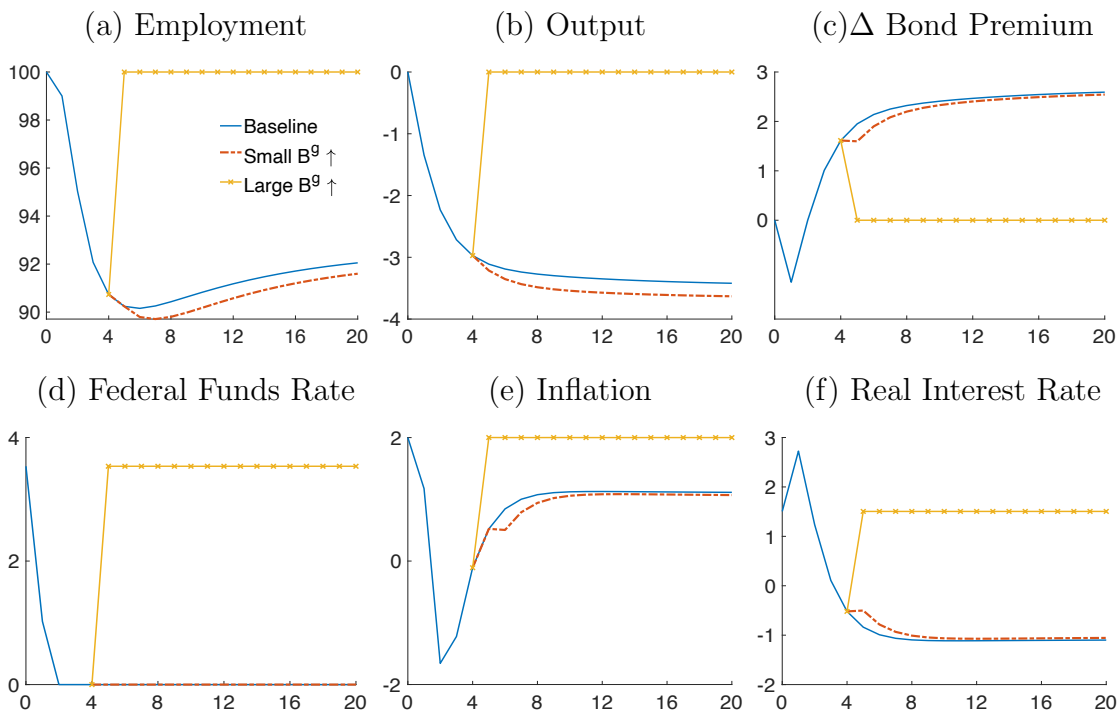 (a) Employment
(b) Output
(c)Δ Bond Premium
100
98
96
94
92
90
Baseline
Small Bᵍ ↑
Large Bᵍ ↑
0 4 8 12 16 20
0
-1
-2
-3
-4
0 4 8 12 16 20
3
2
1
0
0 4 8 12 16 20
(d) Federal Funds Rate
(e) Inflation
(f) Real Interest Rate
4
2
0
0 4 8 12 16 20
2
0
-2
0 4 8 12 16 20
3
2
1
0
-1
-2
0 4 8 12 16 20